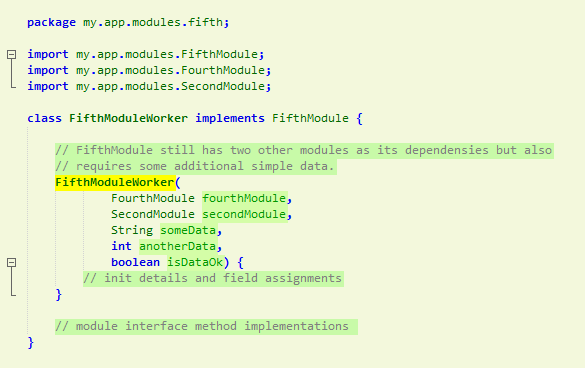 package my.app.modules.fifth;
import my.app.modules.FifthModule;
import my.app.modules.FourthModule;
import my.app.modules.SecondModule;
class FifthModuleWorker implements FifthModule {
// FifthModule still has two other modules as its dependensies but also
// requires some additional simple data.
FifthModuleWorker(
FourthModule fourthModule,
SecondModule secondModule,
String someData,
int anotherData,
boolean isDataOk) {
// init details and field assignments
}
// module interface method implementations
}